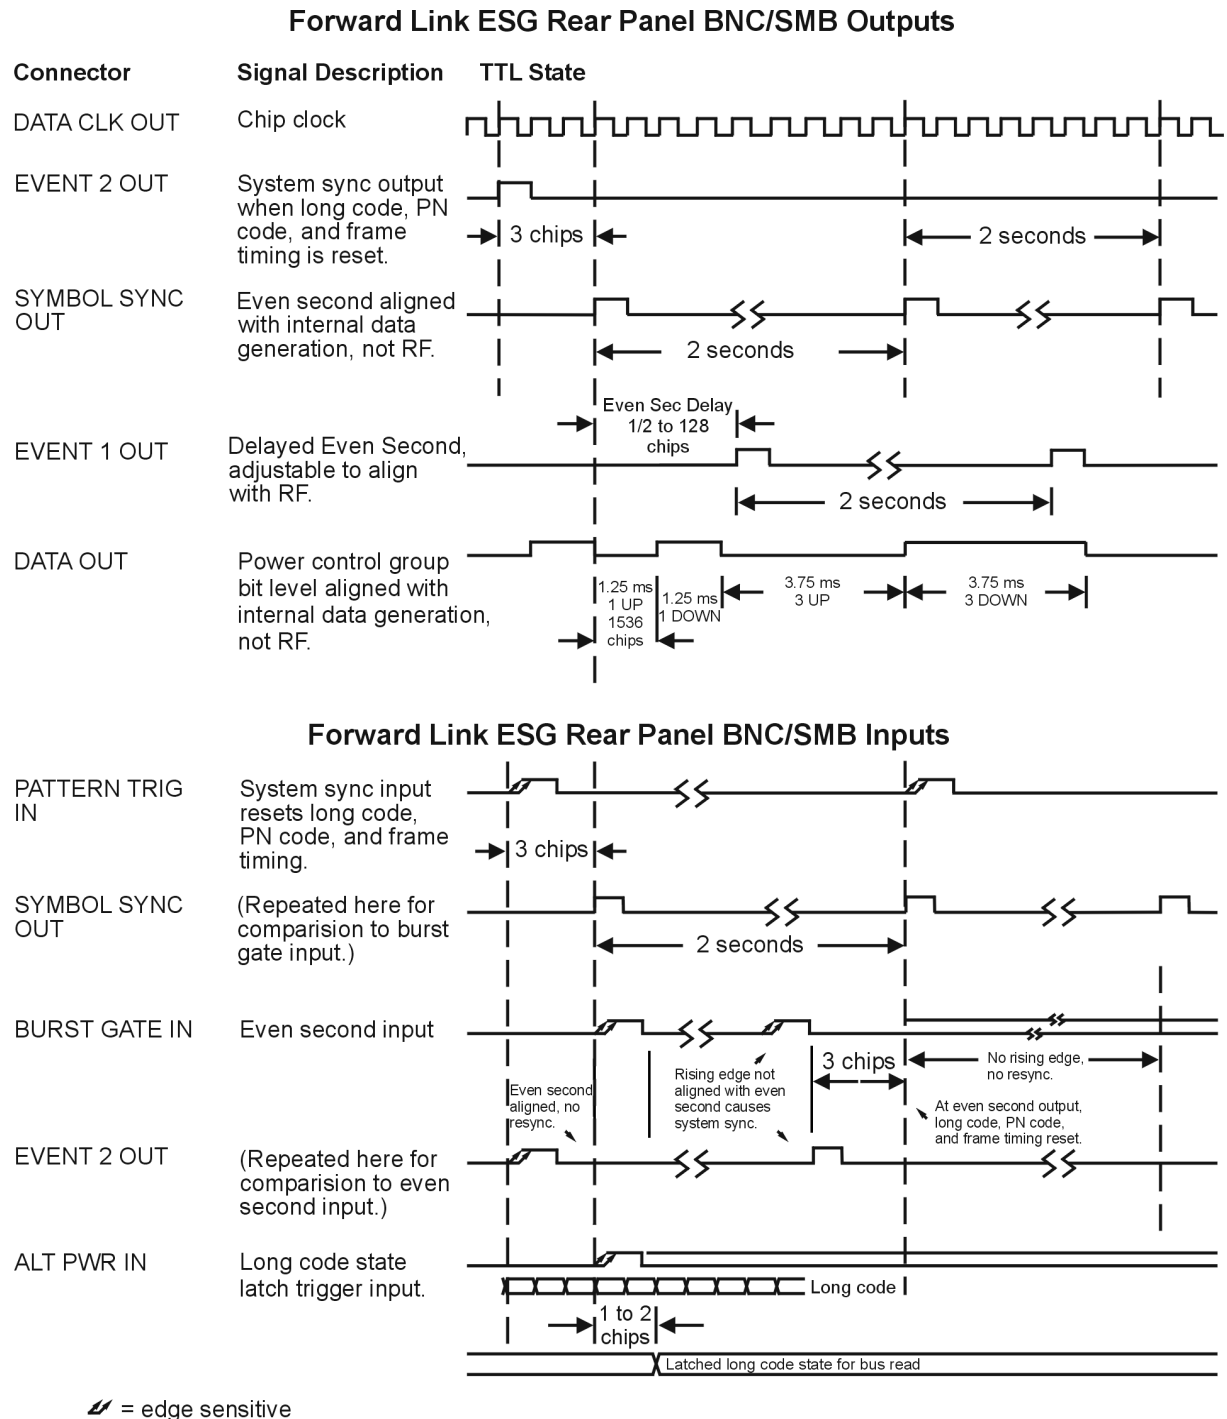 Forward Link ESG Rear Panel BNC/SMB Outputs
Connector Signal Description TTL State
DATA CLK OUT Chip clock
EVENT 2 OUT System sync output
when long code, PN
code, and frame
timing is reset.
3 chips
2 seconds
SYMBOL SYNC
OUT
Even second aligned
with internal data
generation, not RF.
2 seconds
Even Sec Delay
1/2 to 128
chips
EVENT 1 OUT
Delayed Even Second,
adjustable to align
with RF.
2 seconds
DATA OUT
Power control group
bit level aligned with
internal data generation,
not RF.
1.25 ms
1 UP
1536
chips
1.25 ms
1 DOWN
3.75 ms
3 UP
3.75 ms
3 DOWN
Forward Link ESG Rear Panel BNC/SMB Inputs
PATTERN TRIG
IN
System sync input
resets long code,
PN code, and frame
timing.
3 chips
SYMBOL SYNC
OUT
(Repeated here for
comparision to burst
gate input.)
2 seconds
BURST GATE IN Even second input
Even second
aligned, no
resync.
Rising edge not
aligned with even
second causes
system sync.
3 chips
No rising edge,
no resync.
At even second output,
long code, PN code,
and frame timing reset.
EVENT 2 OUT
(Repeated here for
comparision to even
second input.)
ALT PWR IN
Long code state
latch trigger input.
Long code
1 to 2
chips
Latched long code state for bus read
= edge sensitive